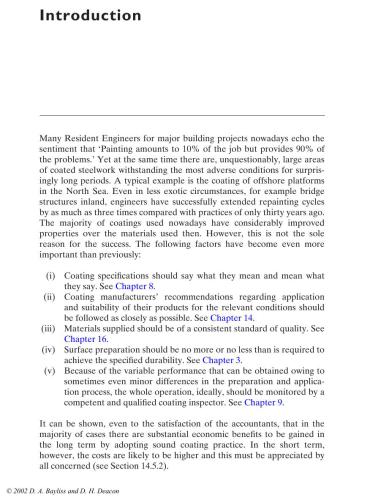 Introduction
Many Resident Engineers for major building projects nowadays echo the
sentiment that ‘Painting amounts to 10% of the job but provides 90% of
the problems.’ Yet at the same time there are, unquestionably, large areas
of coated steelwork withstanding the most adverse conditions for surpris-
ingly long periods. A typical example is the coating of offshore platforms
in the North Sea. Even in less exotic circumstances, for example bridge
structures inland, engineers have successfully extended repainting cycles
by as much as three times compared with practices of only thirty years ago.
The majority of coatings used nowadays have considerably improved
properties over the materials used then. However, this is not the sole
reason for the success. The following factors have become even more
important than previously:
(i) Coating specifications should say what they mean and mean what
they say. See Chapter 8.
(ii) Coating manufacturers’ recommendations regarding application
and suitability of their products for the relevant conditions should
be followed as closely as possible. See Chapter 14.
(iii) Materials supplied should be of a consistent standard of quality. See
Chapter 16.
(iv) Surface preparation should be no more or no less than is required to
achieve the specified durability. See Chapter 3.
(v) Because of the variable performance that can be obtained owing to
sometimes even minor differences in the preparation and applica-
tion process, the whole operation, ideally, should be monitored by a
competent and qualified coating inspector. See Chapter 9.
It can be shown, even to the satisfaction of the accountants, that in the
majority of cases there are substantial economic benefits to be gained in
the long term by adopting sound coating practice. In the short term,
however, the costs are likely to be higher and this must be appreciated by
all concerned (see Section 14.5.2).
© 2002 D. A. Bayliss and D. H. Deacon